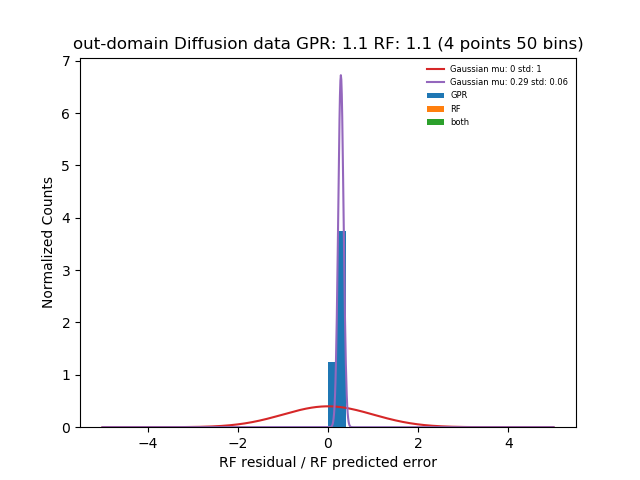 out-domain Diffusion data GPR: 1.1 RF: 1.1 (4 points 50 bins)
Gaussian mu: 0 std: 1
Gaussian mu: 0.29 std: 0.06
GPR
RF
both
Normalized Counts
7
6
5
4
3
2
1
0
−4 −2 0 2 4
RF residual / RF predicted error